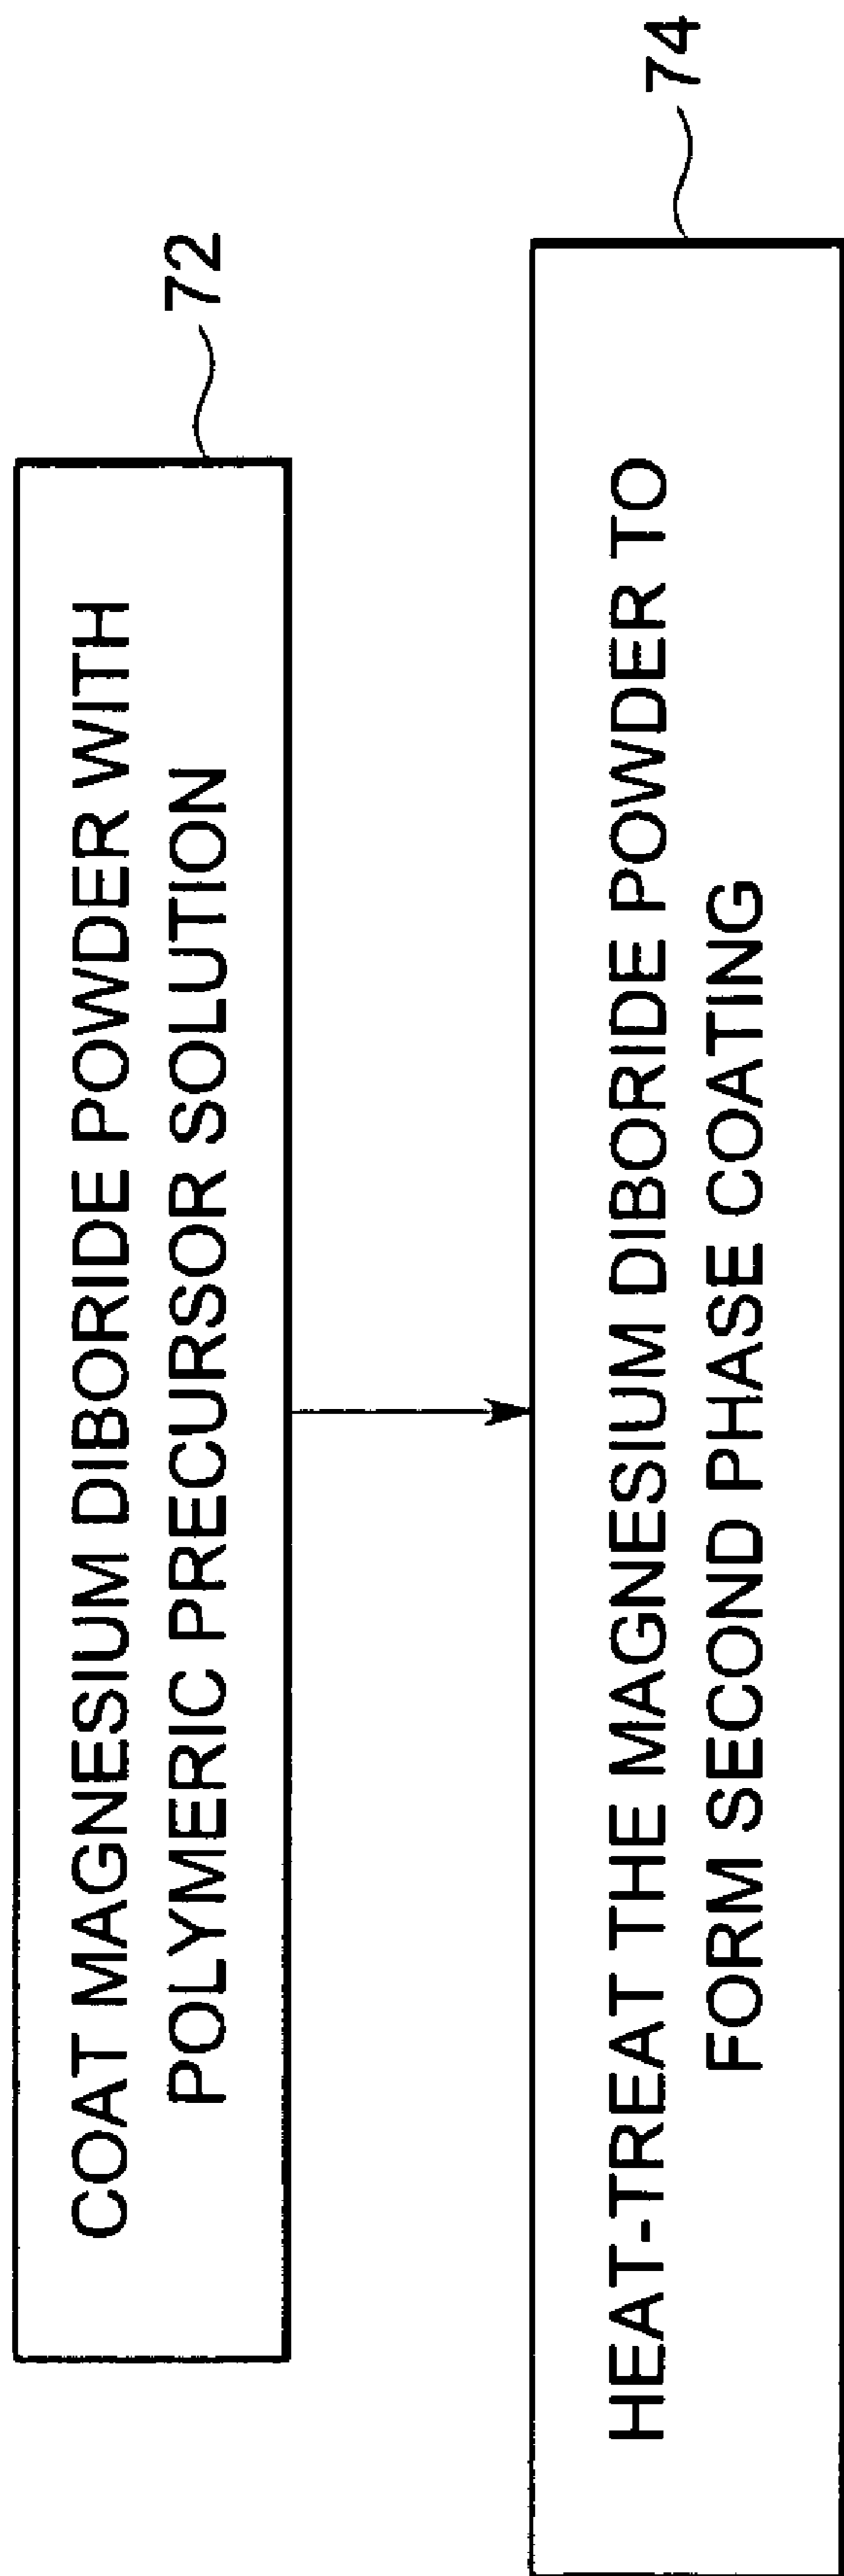 COAT MAGNESIUM DIBORIDE POWDER WITH
POLYMERIC PRECURSOR SOLUTION
72
HEAT-TREAT THE MAGNESIUM DIBORIDE POWDER TO
FORM SECOND PHASE COATING
74